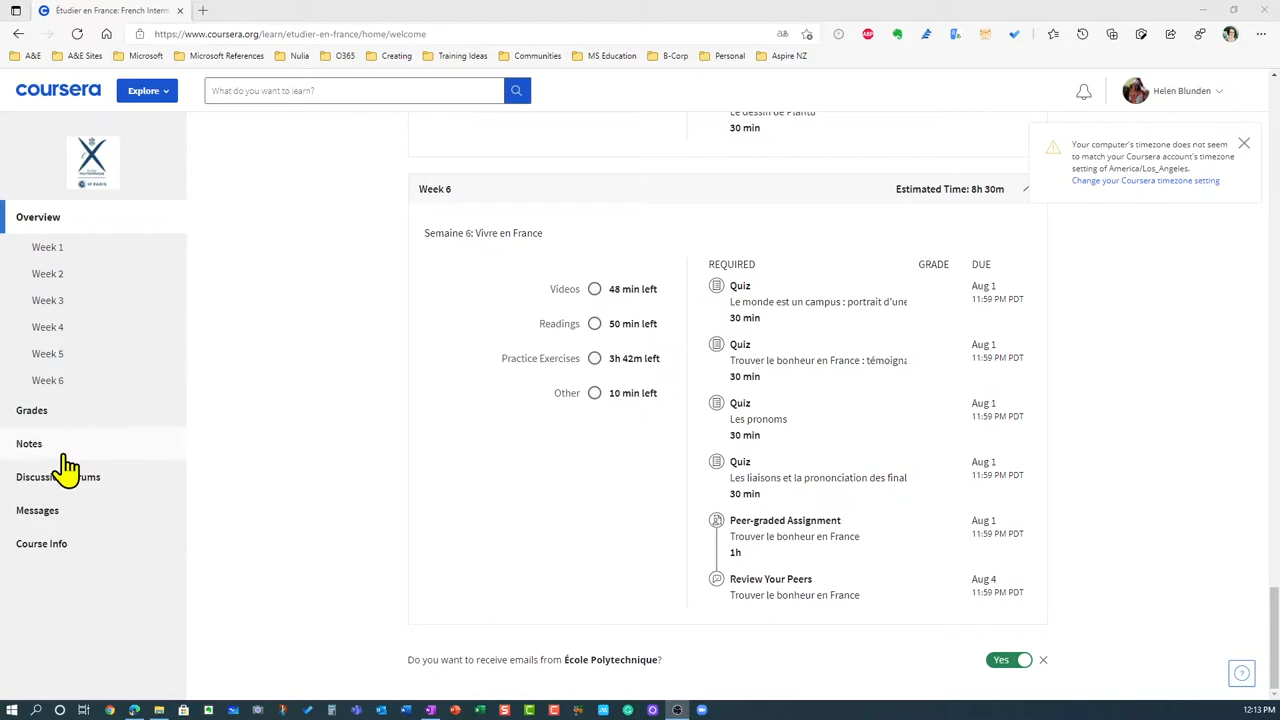 Étudier en France: French Interm
https://www.coursera.org/learn/etudier-en-france/home/welcome
A&E
A&E Sites
Microsoft
Microsoft References
Nulia
O365
Creating
Training Ideas
Communities
MS Education
B-Corp
Personal
Aspire NZ
coursera
Explore
What do you want to learn?
Helen Blunden
Your computer's timezone does not seem
to match your Coursera account's timezone
setting of America/Los_Angeles.
Change your Coursera timezone setting
IP PARIS
Overview
Week 1
Week 2
Week 3
Week 4
Week 5
Week 6
Grades
Notes
Messages
Course Info
Le dessin de Plantu
30 min
Week 6
Estimated Time: 8h 30m
Semaine 6: Vivre en France
Videos 48 min left
Readings 50 min left
Practice Exercises 3h 42m left
Other 10 min left
REQUIRED GRADE DUE
Quiz Aug 1
Le monde est un campus : portrait d'une 11:59 PM PDT
30 min
Quiz Aug 1
Trouver le bonheur en France : témoigna 11:59 PM PDT
30 min
Quiz Aug 1
Les pronoms 11:59 PM PDT
30 min
Quiz Aug 1
Les liaisons et la prononciation des final 11:59 PM PDT
30 min
Peer-graded Assignment Aug 1
Trouver le bonheur en France 11:59 PM PDT
1h
Review Your Peers Aug 4
Trouver le bonheur en France 11:59 PM PDT
Do you want to receive emails from École Polytechnique?
Yes
12:13 PM